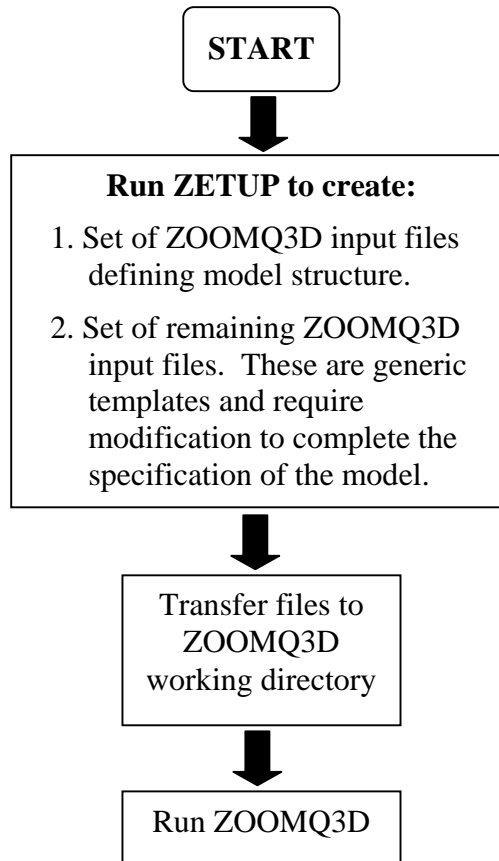 START
Run ZETUP to create:
1. Set of ZOOMQ3D input files
defining model structure.
2. Set of remaining ZOOMQ3D
input files.  These are generic
templates and require
modification to complete the
specification of the model.
Transfer files to
ZOOMQ3D
working directory
Run ZOOMQ3D